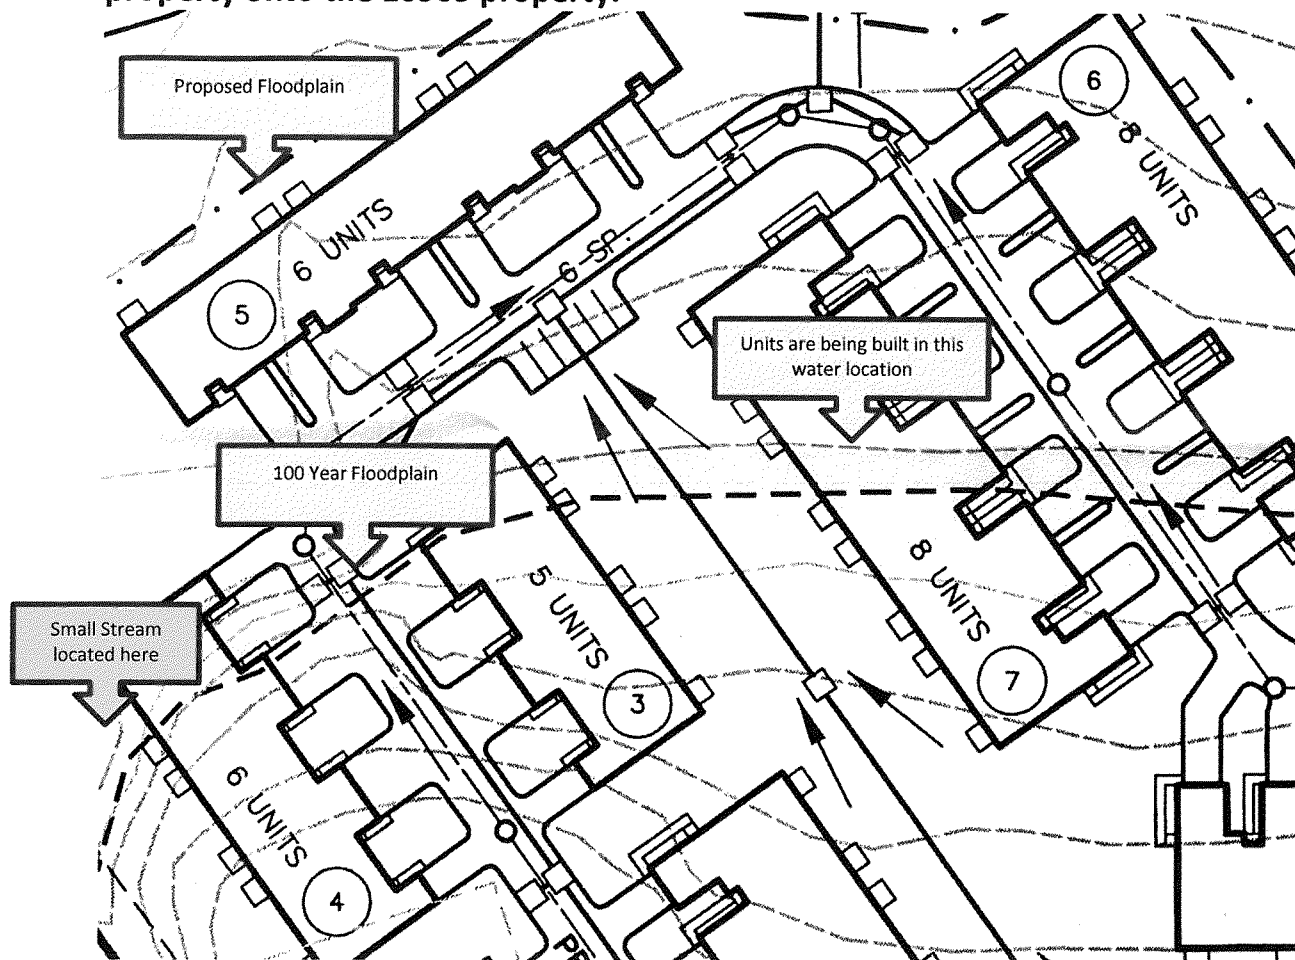 Proposed Floodplain
6
8 UNITS
6 UNITS
5
6 SP.
Units are being built in this
water location
100 Year Floodplain
5 UNITS
8 UNITS
Small Stream
located here
3
7
6 UNITS
4